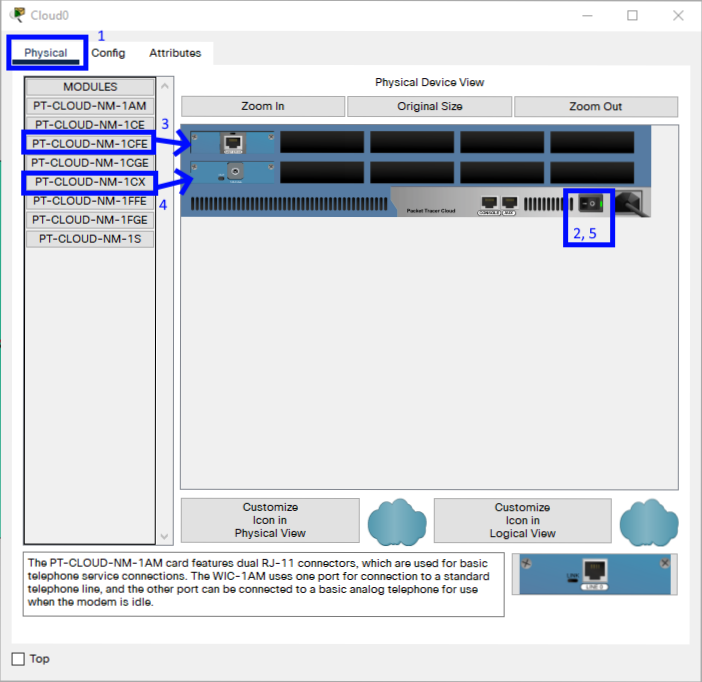 Cloud0
1
Physical
Config
Attributes
MODULES
PT-CLOUD-NM-1AM
PT-CLOUD-NM-1CE
PT-CLOUD-NM-1CFE
PT-CLOUD-NM-1CGE
PT-CLOUD-NM-1CX
PT-CLOUD-NM-1FFE
PT-CLOUD-NM-1FGE
PT-CLOUD-NM-1S
3
4
Physical Device View
Zoom In
Original Size
Zoom Out
Packet Tracer Cloud
CONSOLE
AUX
2, 5
Customize
Icon in
Physical View
Customize
Icon in
Logical View
The PT-CLOUD-NM-1AM card features dual RJ-11 connectors, which are used for basic
telephone service connections. The WIC-1AM uses one port for connection to a standard
telephone line, and the other port can be connected to a basic analog telephone for use
when the modem is idle.
LINK
Top